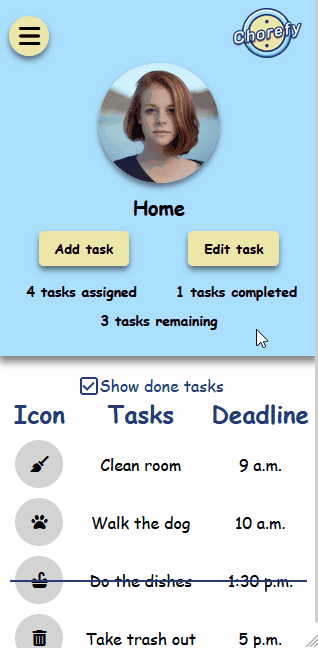 Chorefy
Home
Add task Edit task
4 tasks assigned 1 tasks completed
3 tasks remaining
Show done tasks
Icon Tasks Deadline
Clean room 9 a.m.
Walk the dog 10 a.m.
Do the dishes 1:30 p.m.
Take trash out 5 p.m.